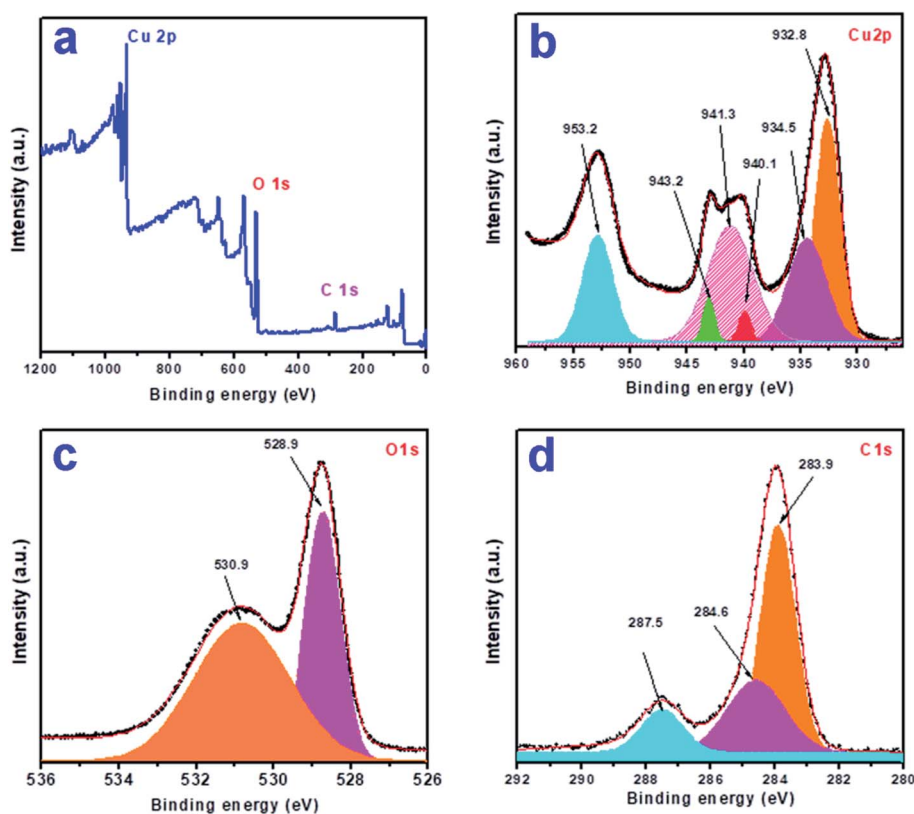 a
Cu 2p
O 1s
C 1s
Intensity (a.u.)
1200 1000 800 600 400 200 0
Binding energy (eV)
b
Cu2p
932.8
953.2
941.3
934.5
943.2
940.1
Intensity (a.u.)
960 955 950 945 940 935 930
Binding energy (eV)
c
O1s
528.9
530.9
Intensity (a.u.)
536 534 532 530 528 526
Binding energy (eV)
d
C1s
283.9
284.6
287.5
Intensity (a.u.)
292 290 288 286 284 282 280
Binding energy (eV)